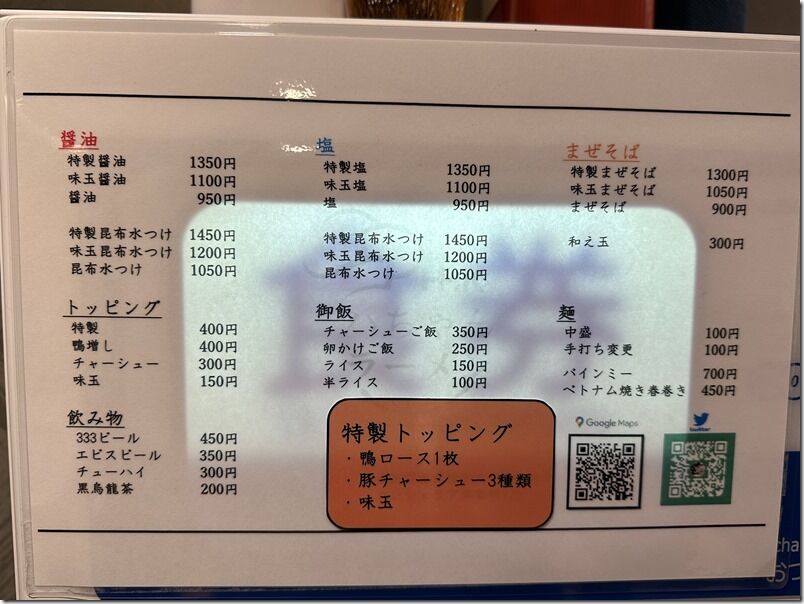 醤油
特製醤油 1350円
味玉醤油 1100円
醤油 950円
特製昆布水つけ 1450円
味玉昆布水つけ 1200円
昆布水つけ 1050円
塩
特製塩 1350円
味玉塩 1100円
塩 950円
特製昆布水つけ 1450円
味玉昆布水つけ 1200円
昆布水つけ 1050円
まぜそば
特製まぜそば 1300円
味玉まぜそば 1050円
まぜそば 900円
和え玉 300円
トッピング
特製 400円
鴨増し 400円
チャーシュー 300円
味玉 150円
御飯
チャーシューご飯 350円
卵かけご飯 250円
ライス 150円
半ライス 100円
麺
中盛 100円
手打ち変更 100円
バインミー 700円
ベトナム焼き春巻き 450円
飲み物
333ビール 450円
エビスビール 350円
チューハイ 300円
黒烏龍茶 200円
特製トッピング
・鴨ロース1枚
・豚チャーシュー3種類
・味玉
Google Maps
twitter
cha
おつ